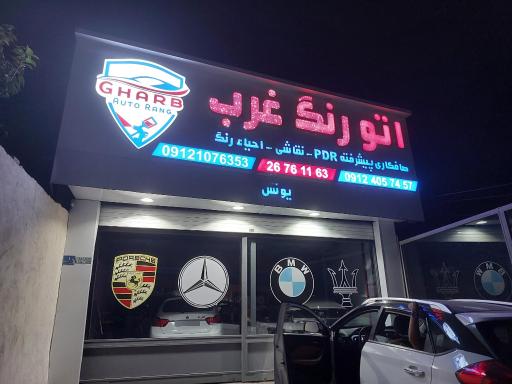 GHARB
AUTO RANG
اتو رنگ غرب
صافکاری پیشرفته PDR - نقاشی - احیاء رنگ
09121076353
26 76 11 63
0912 405 74 57
یونس
PORSCHE
BMW
BMW